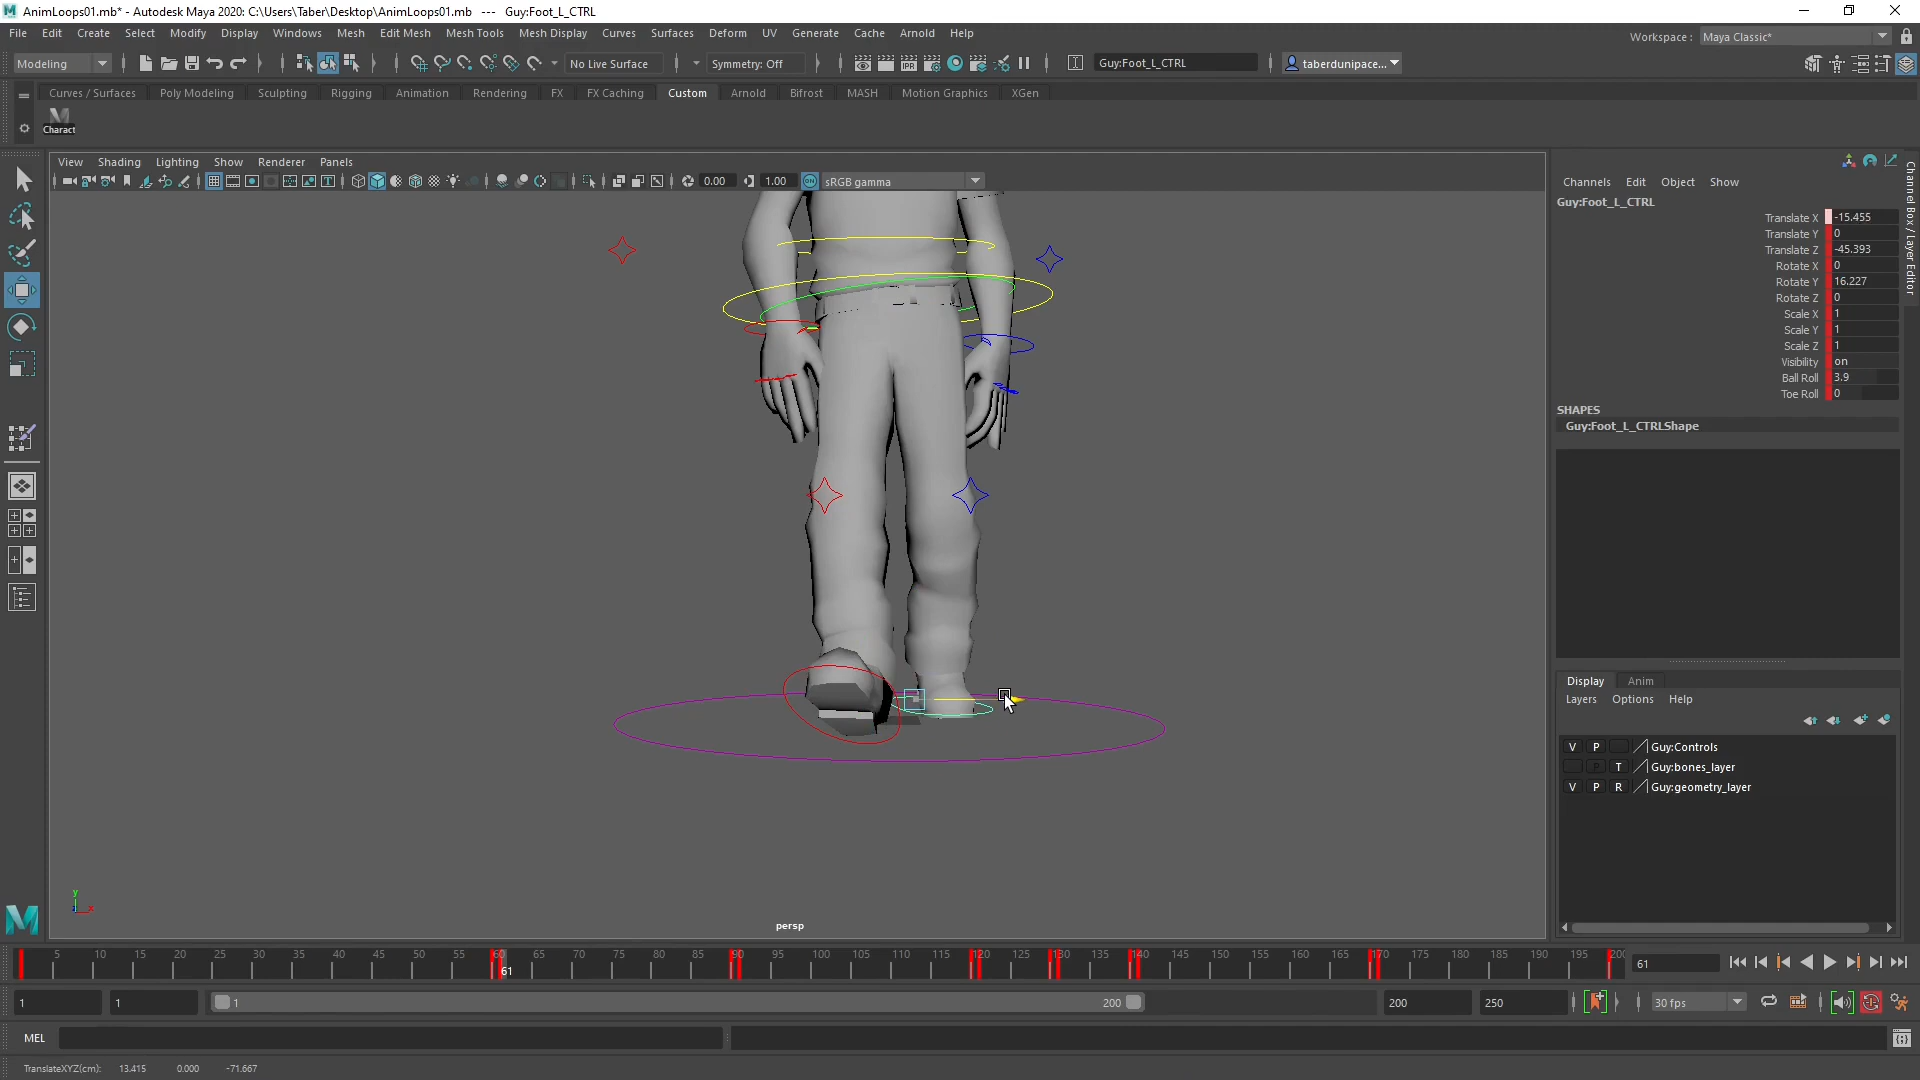 AnimLoops01.mb* - Autodesk Maya 2020: C:\Users\Taber\Desktop\AnimLoops01.mb   ---   Guy:Foot_L_CTRL
File Edit Create Select Modify Display Windows Mesh Edit Mesh Mesh Tools Mesh Display Curves Surfaces Deform UV Generate Cache Arnold Help
Workspace : Maya Classic*
Modeling No Live Surface Symmetry: Off IPR Guy:Foot_L_CTRL taberdunipace...
Curves / Surfaces Poly Modeling Sculpting Rigging Animation Rendering FX FX Caching Custom Arnold Bifrost MASH Motion Graphics XGen
Charact
View Shading Lighting Show Renderer Panels
0.00 1.00 ON sRGB gamma
Channels Edit Object Show
Channel Box / Layer Editor
Guy:Foot_L_CTRL
Translate X -15.455
Translate Y 0
Translate Z -45.393
Rotate X 0
Rotate Y 16.227
Rotate Z 0
Scale X 1
Scale Y 1
Scale Z 1
Visibility on
Ball Roll 3.9
Toe Roll 0
SHAPES
Guy:Foot_L_CTRLShape
Display Anim
Layers Options Help
V P Guy:Controls
P T Guy:bones_layer
V P R Guy:geometry_layer
y
x
persp
5 10 15 20 25 30 35 40 45 50 55 60 65 70 75 80 85 90 95 100 105 110 115 120 125 130 135 140 145 150 155 160 165 170 175 180 185 190 195 200
61
61
1 1 1 200 200 250 30 fps
MEL
TranslateXYZ(cm): 13.415 0.000 -71.667